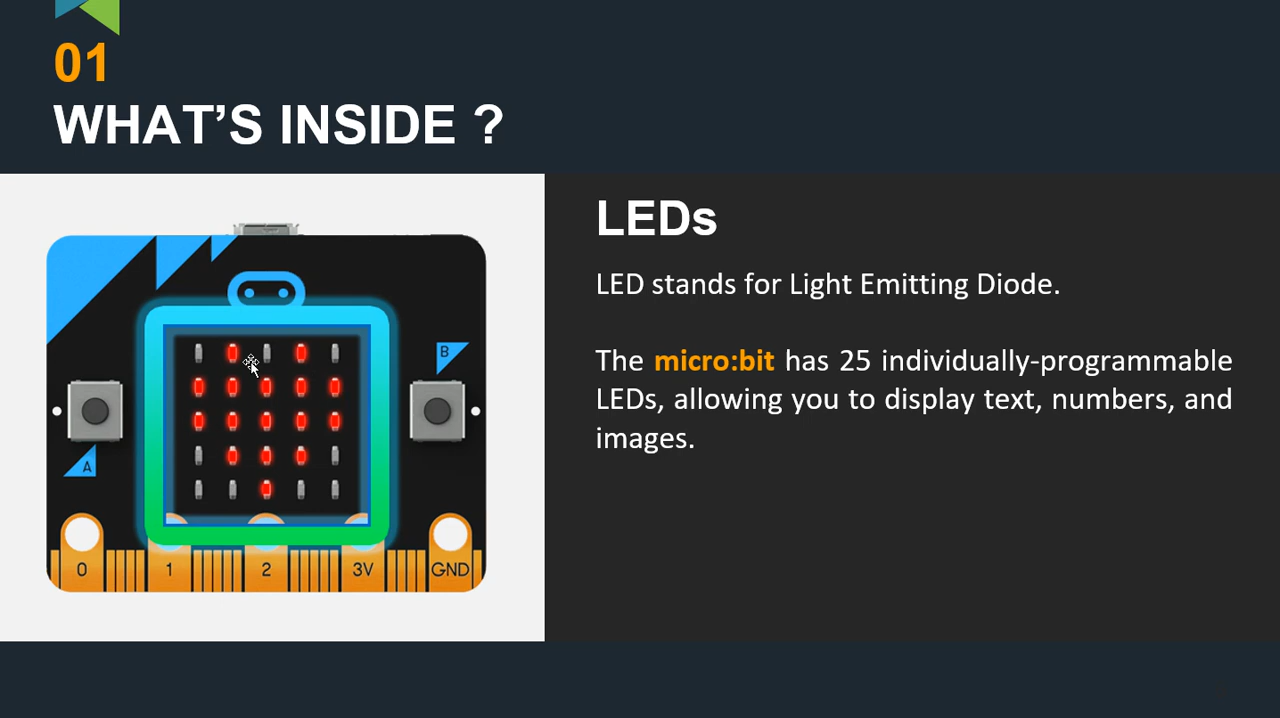 01
WHAT’S INSIDE ?
LEDs
LED stands for Light Emitting Diode.
The micro:bit has 25 individually-programmable
LEDs, allowing you to display text, numbers, and
images.
B
A
0 1 2 3V GND